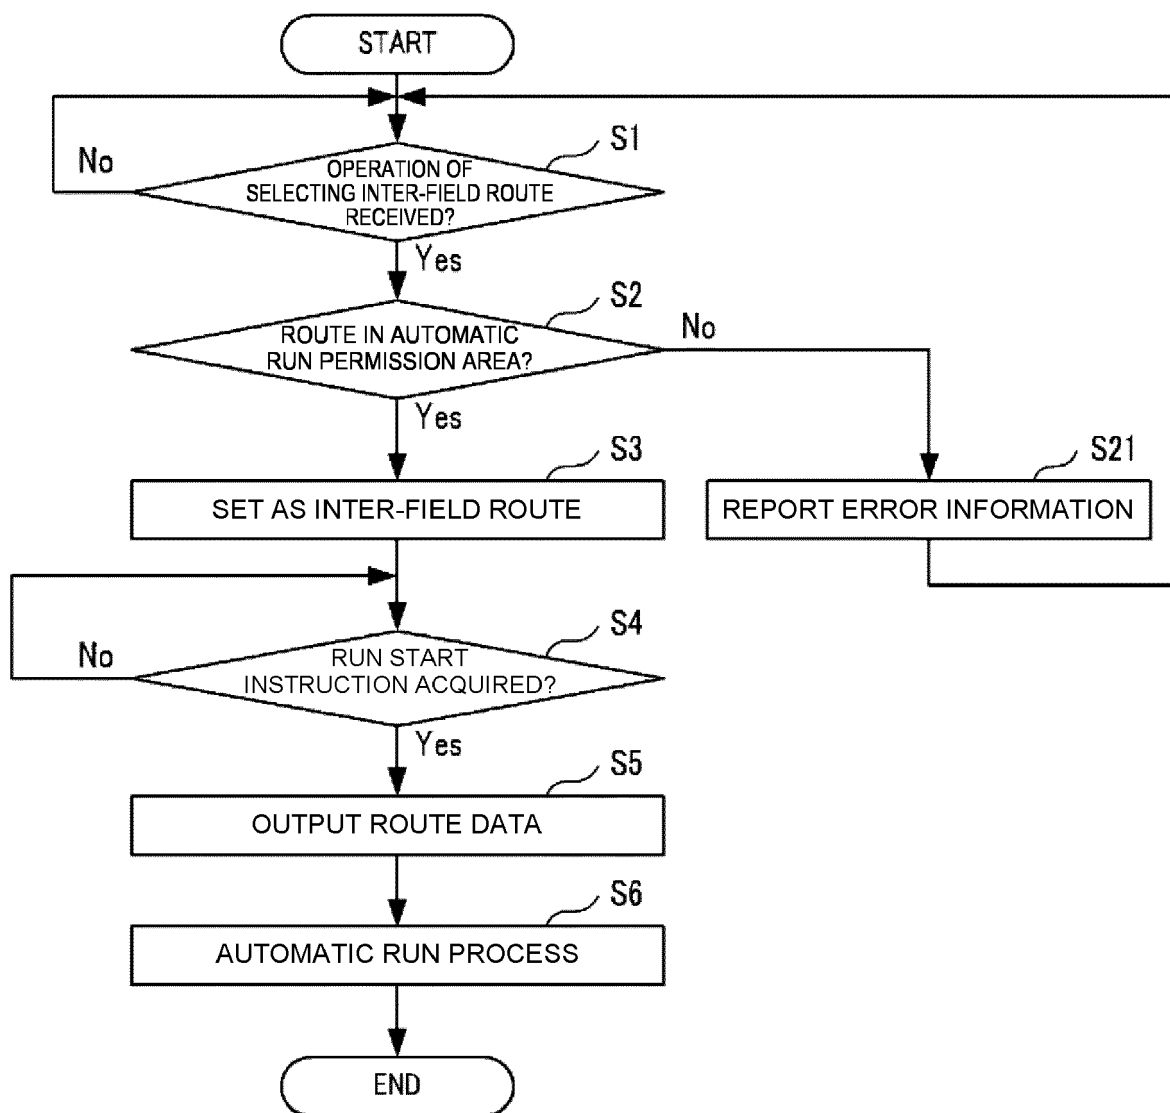 START
S1
No
OPERATION OF
SELECTING INTER-FIELD ROUTE
RECEIVED?
Yes
S2
No
ROUTE IN AUTOMATIC
RUN PERMISSION AREA?
Yes
S3
S21
SET AS INTER-FIELD ROUTE
REPORT ERROR INFORMATION
S4
No
RUN START
INSTRUCTION ACQUIRED?
Yes
S5
OUTPUT ROUTE DATA
S6
AUTOMATIC RUN PROCESS
END